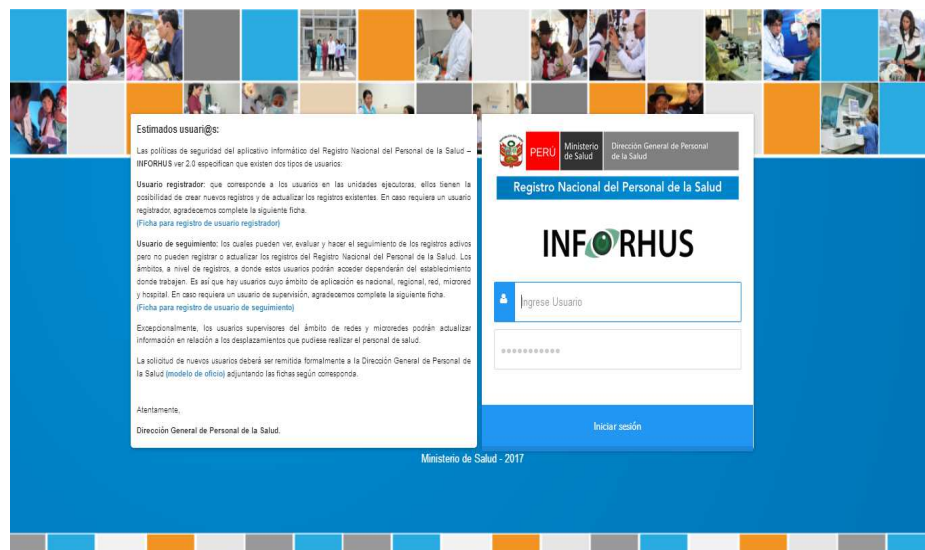 Estimados usuari@s:
Las políticas de seguridad del aplicativo informático del Registro Nacional del Personal de la Salud –
INFORHUS ver 2.0 especifican que existen dos tipos de usuarios:
Usuario registrador: que corresponde a los usuarios en las unidades ejecutoras, ellos tienen la
posibilidad de crear nuevos registros y de actualizar los registros existentes. En caso requiera un usuario
registrador, agradecemos complete la siguiente ficha.
(Ficha para registro de usuario registrador)
Usuario de seguimiento: los cuales pueden ver, evaluar y hacer el seguimiento de los registros activos
pero no pueden registrar o actualizar los registros del Registro Nacional del Personal de la Salud. Los
ámbitos, a nivel de registros, a donde estos usuarios podrán acceder dependerán del establecimiento
donde trabajen. Es así que hay usuarios cuyo ámbito de aplicación es nacional, regional, red, microred
y hospital. En caso requiera un usuario de supervisión, agradecemos complete la siguiente ficha.
(Ficha para registro de usuario de seguimiento)
Excepcionalmente, los usuarios supervisores del ámbito de redes y microredes podrán actualizar
información en relación a los desplazamientos que pudiese realizar el personal de salud.
La solicitud de nuevos usuarios deberá ser remitida formalmente a la Dirección General de Personal de
la Salud (modelo de oficio) adjuntando las fichas según corresponda.
Atentamente,
Dirección General de Personal de la Salud.
PERÚ
Ministerio
de Salud
Dirección General de Personal
de la Salud
Registro Nacional del Personal de la Salud
INFORHUS
Ingrese Usuario
Iniciar sesión
Ministerio de Salud - 2017